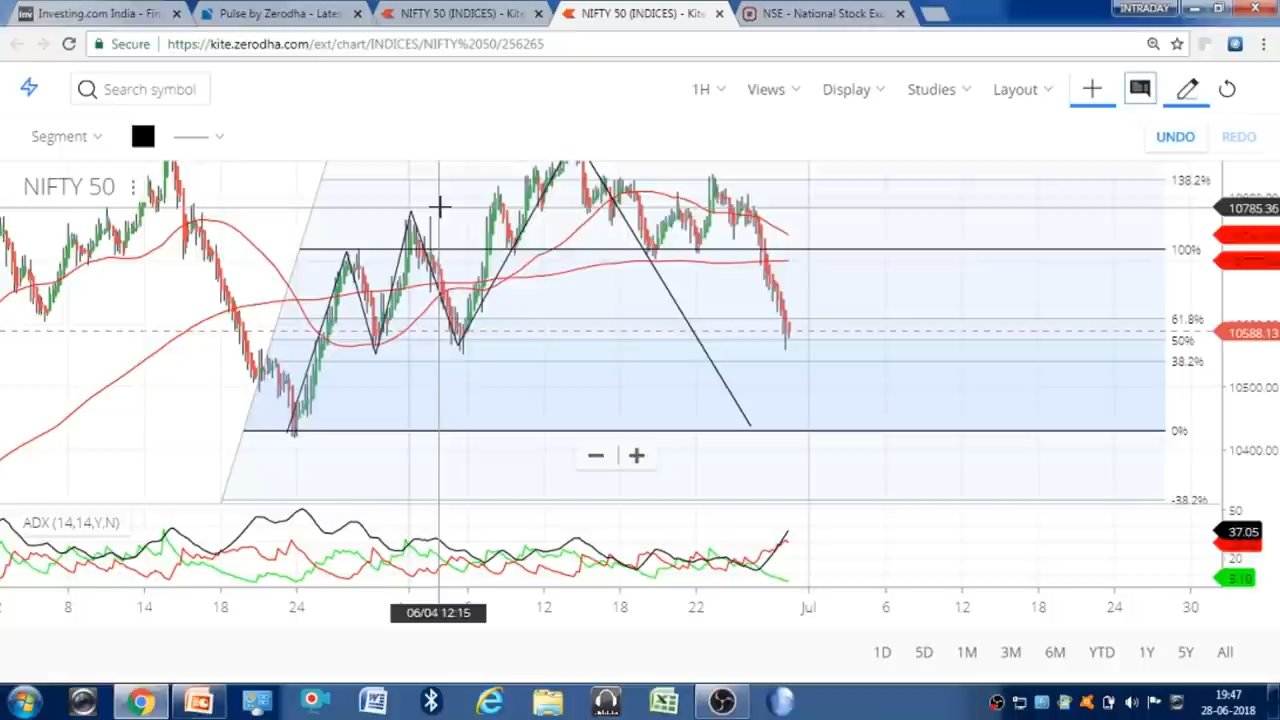 Investing.com India - Fin
Pulse by Zerodha - Lates
NIFTY 50 (INDICES) - Kite
NIFTY 50 (INDICES) - Kite
NSE - National Stock Exc
INTRADAY
Secure
https://kite.zerodha.com/ext/chart/INDICES/NIFTY%2050/256265
Search symbol
1H
Views
Display
Studies
Layout
Segment
UNDO
REDO
NIFTY 50
138.2%
10785.36
100%
61.8%
10588.13
50%
38.2%
10500.00
0%
10400.00
-38.2%
ADX (14,14,Y,N)
50
37.05
20
8
14
18
24
06/04 12:15
12
18
22
Jul
6
12
18
24
30
1D
5D
1M
3M
6M
YTD
1Y
5Y
All
19:47
28-06-2018